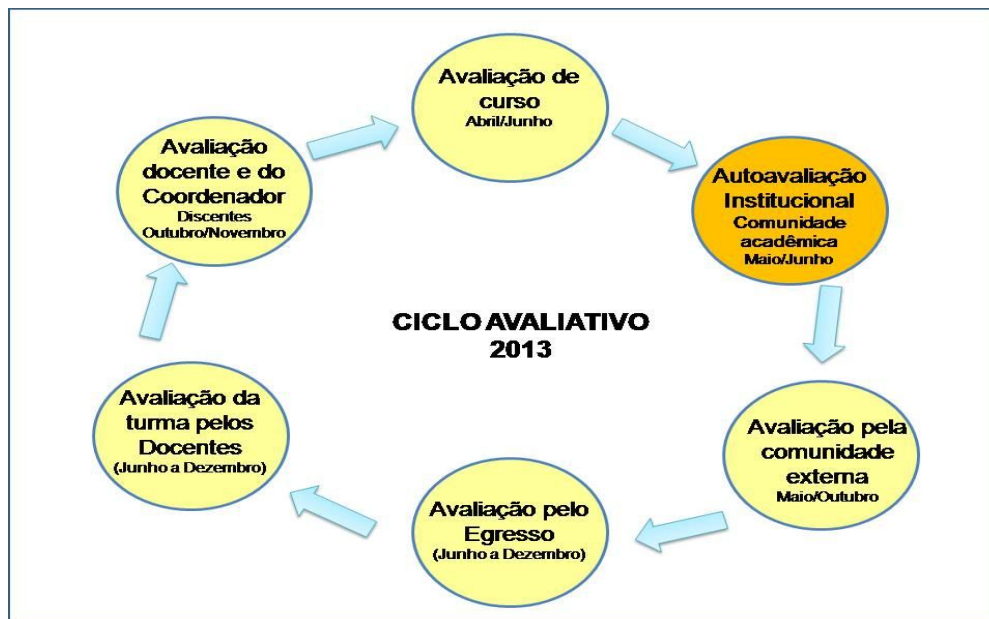 Avaliação de
curso
Abril/Junho
Autoavaliação
Institucional
Comunidade
acadêmica
Maio/Junho
Avaliação pela
comunidade
externa
Maio/Outubro
Avaliação pelo
Egresso
(Junho a Dezembro)
Avaliação da
turma pelos
Docentes
(Junho a Dezembro)
Avaliação
docente e do
Coordenador
Discentes
Outubro/Novembro
CICLO AVALIATIVO
2013